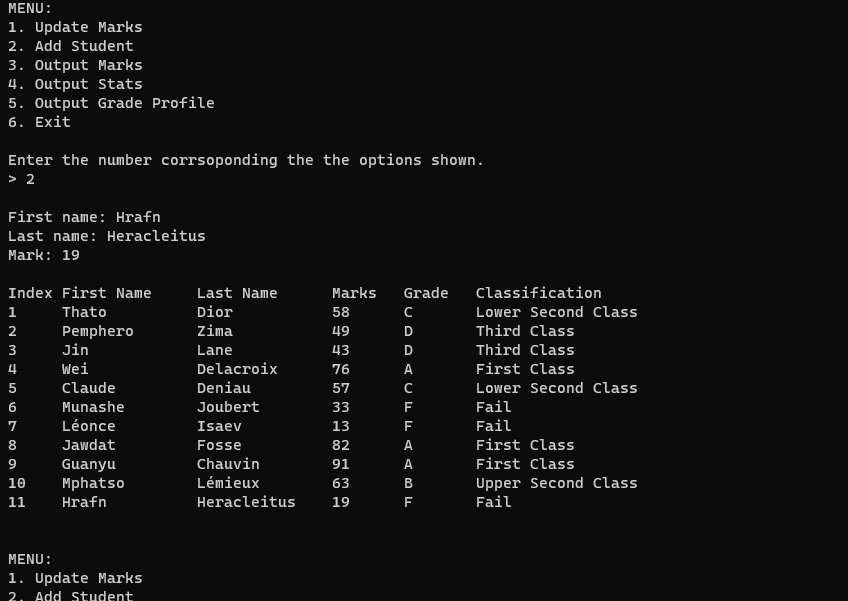 MENU:
1. Update Marks
2. Add Student
3. Output Marks
4. Output Stats
5. Output Grade Profile
6. Exit
Enter the number corrsoponding the the options shown.
> 2
First name: Hrafn
Last name: Heracleitus
Mark: 19
Index First Name Last Name Marks Grade Classification
1 Thato Dior 58 C Lower Second Class
2 Pemphero Zima 49 D Third Class
3 Jin Lane 43 D Third Class
4 Wei Delacroix 76 A First Class
5 Claude Deniau 57 C Lower Second Class
6 Munashe Joubert 33 F Fail
7 Léonce Isaev 13 F Fail
8 Jawdat Fosse 82 A First Class
9 Guanyu Chauvin 91 A First Class
10 Mphatso Lémieux 63 B Upper Second Class
11 Hrafn Heracleitus 19 F Fail
MENU:
1. Update Marks
2. Add Student